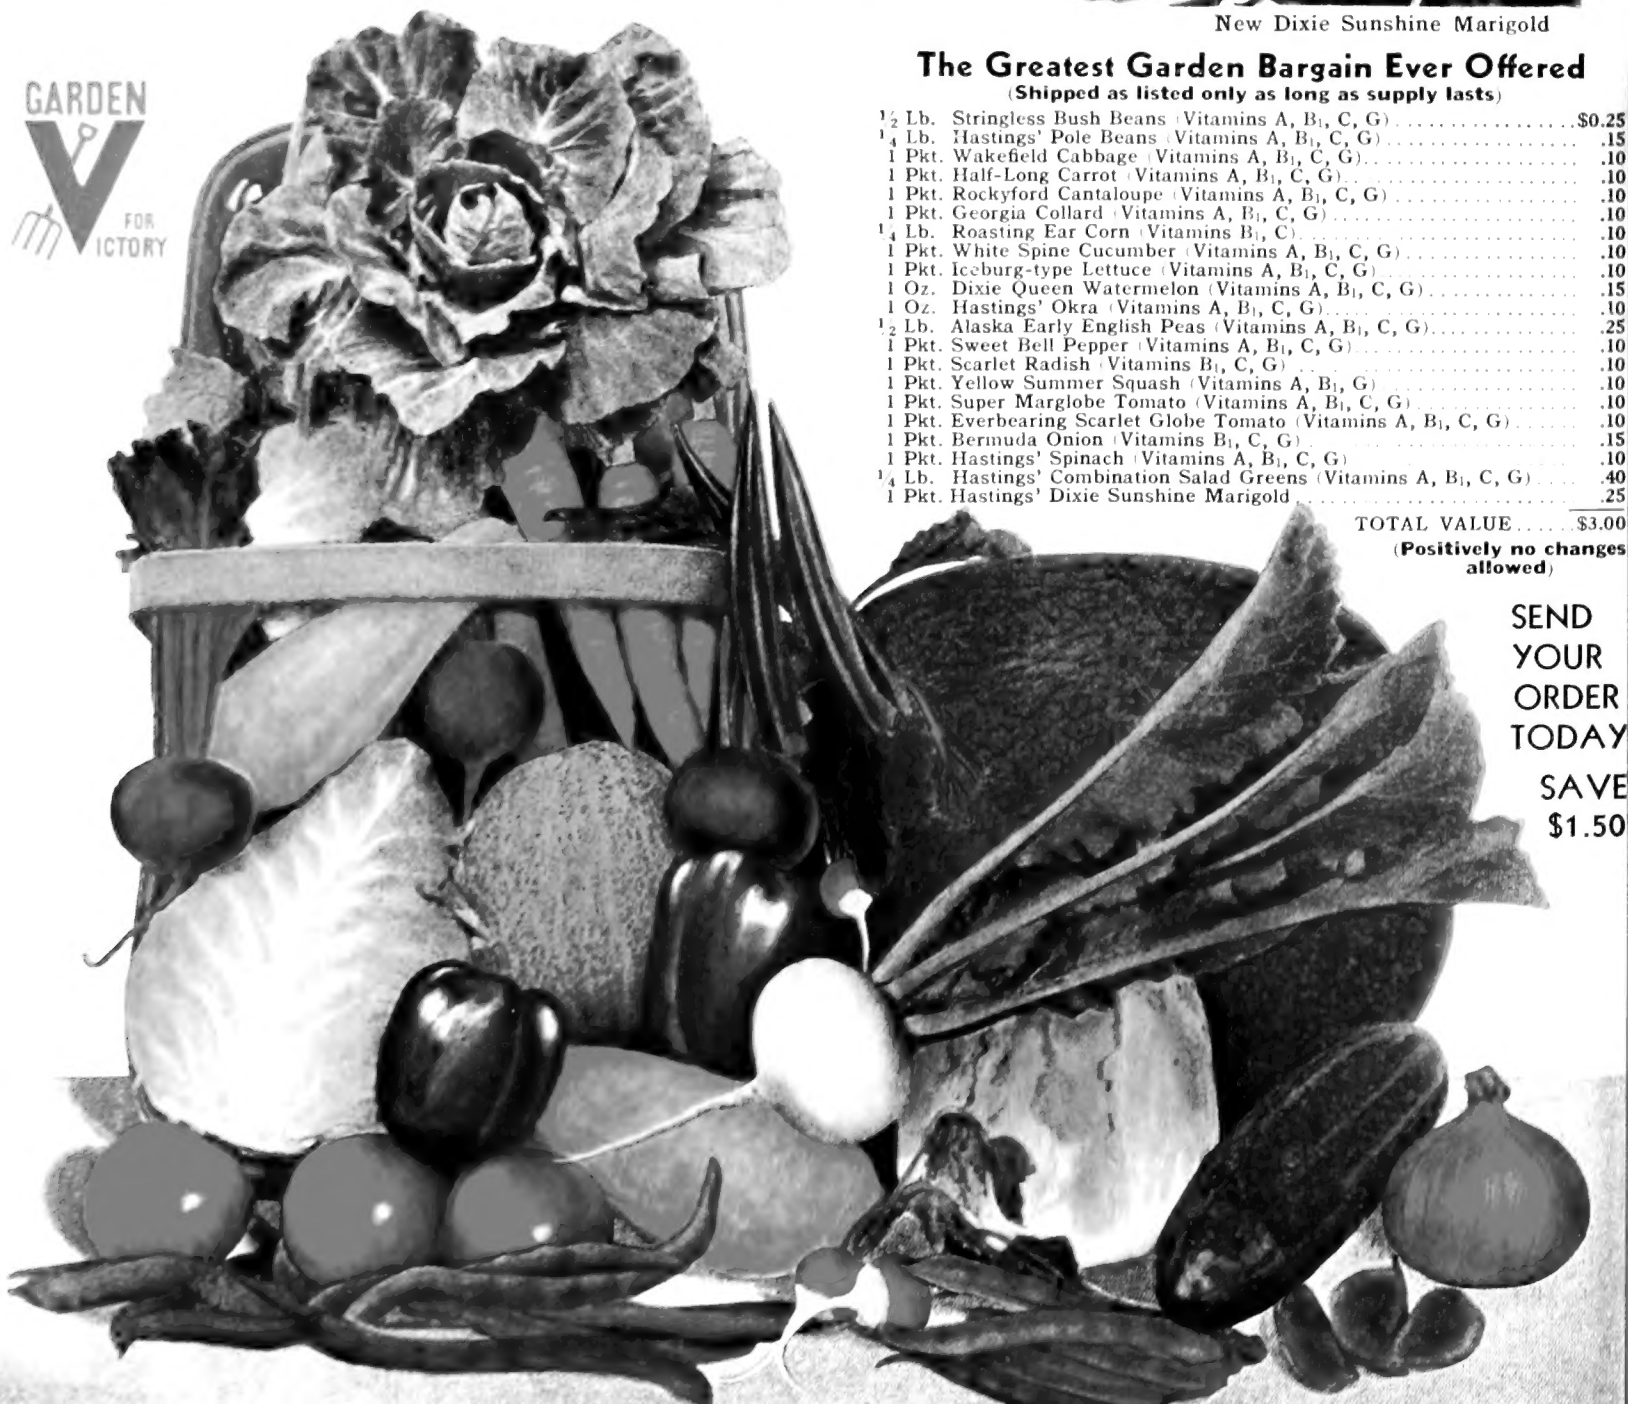 GARDEN
V
FOR
ICTORY
New Dixie Sunshine Marigold
The Greatest Garden Bargain Ever Offered
(Shipped as listed only as long as supply lasts)
½ Lb. Stringless Bush Beans (Vitamins A, B₁, C, G) $0.25
¼ Lb. Hastings' Pole Beans (Vitamins A, B₁, C, G) .15
1 Pkt. Wakefield Cabbage (Vitamins A, B₁, C, G) .10
1 Pkt. Half-Long Carrot (Vitamins A, B₁, C, G) .10
1 Pkt. Rockyford Cantaloupe (Vitamins A, B₁, C, G) .10
1 Pkt. Georgia Collard (Vitamins A, B₁, C, G) .10
¼ Lb. Roasting Ear Corn (Vitamins B₁, C) .10
1 Pkt. White Spine Cucumber (Vitamins A, B₁, C, G) .10
1 Pkt. Iceburg-type Lettuce (Vitamins A, B₁, C, G) .10
1 Oz. Dixie Queen Watermelon (Vitamins A, B₁, C, G) .15
1 Oz. Hastings' Okra (Vitamins A, B₁, C, G) .10
½ Lb. Alaska Early English Peas (Vitamins A, B₁, C, G) .25
1 Pkt. Sweet Bell Pepper (Vitamins A, B₁, C, G) .10
1 Pkt. Scarlet Radish (Vitamins B₁, C, G) .10
1 Pkt. Yellow Summer Squash (Vitamins A, B₁, G) .10
1 Pkt. Super Marglobe Tomato (Vitamins A, B₁, C, G) .10
1 Pkt. Everbearing Scarlet Globe Tomato (Vitamins A, B₁, C, G) .10
1 Pkt. Bermuda Onion (Vitamins B₁, C, G) .15
1 Pkt. Hastings' Spinach (Vitamins A, B₁, C, G) .10
¼ Lb. Hastings' Combination Salad Greens (Vitamins A, B₁, C, G) .40
1 Pkt. Hastings' Dixie Sunshine Marigold .25
TOTAL VALUE $3.00
(Positively no changes
allowed)
SEND
YOUR
ORDER
TODAY
SAVE
$1.50